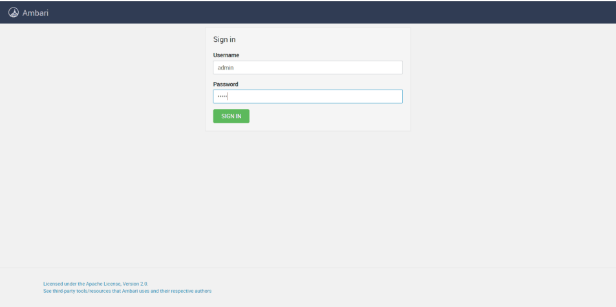 Ambari
Sign in
Username
admin
Password
•••••
SIGN IN
Licensed under the Apache License, Version 2.0.
See third-party tools/resources that Ambari uses and their respective authors